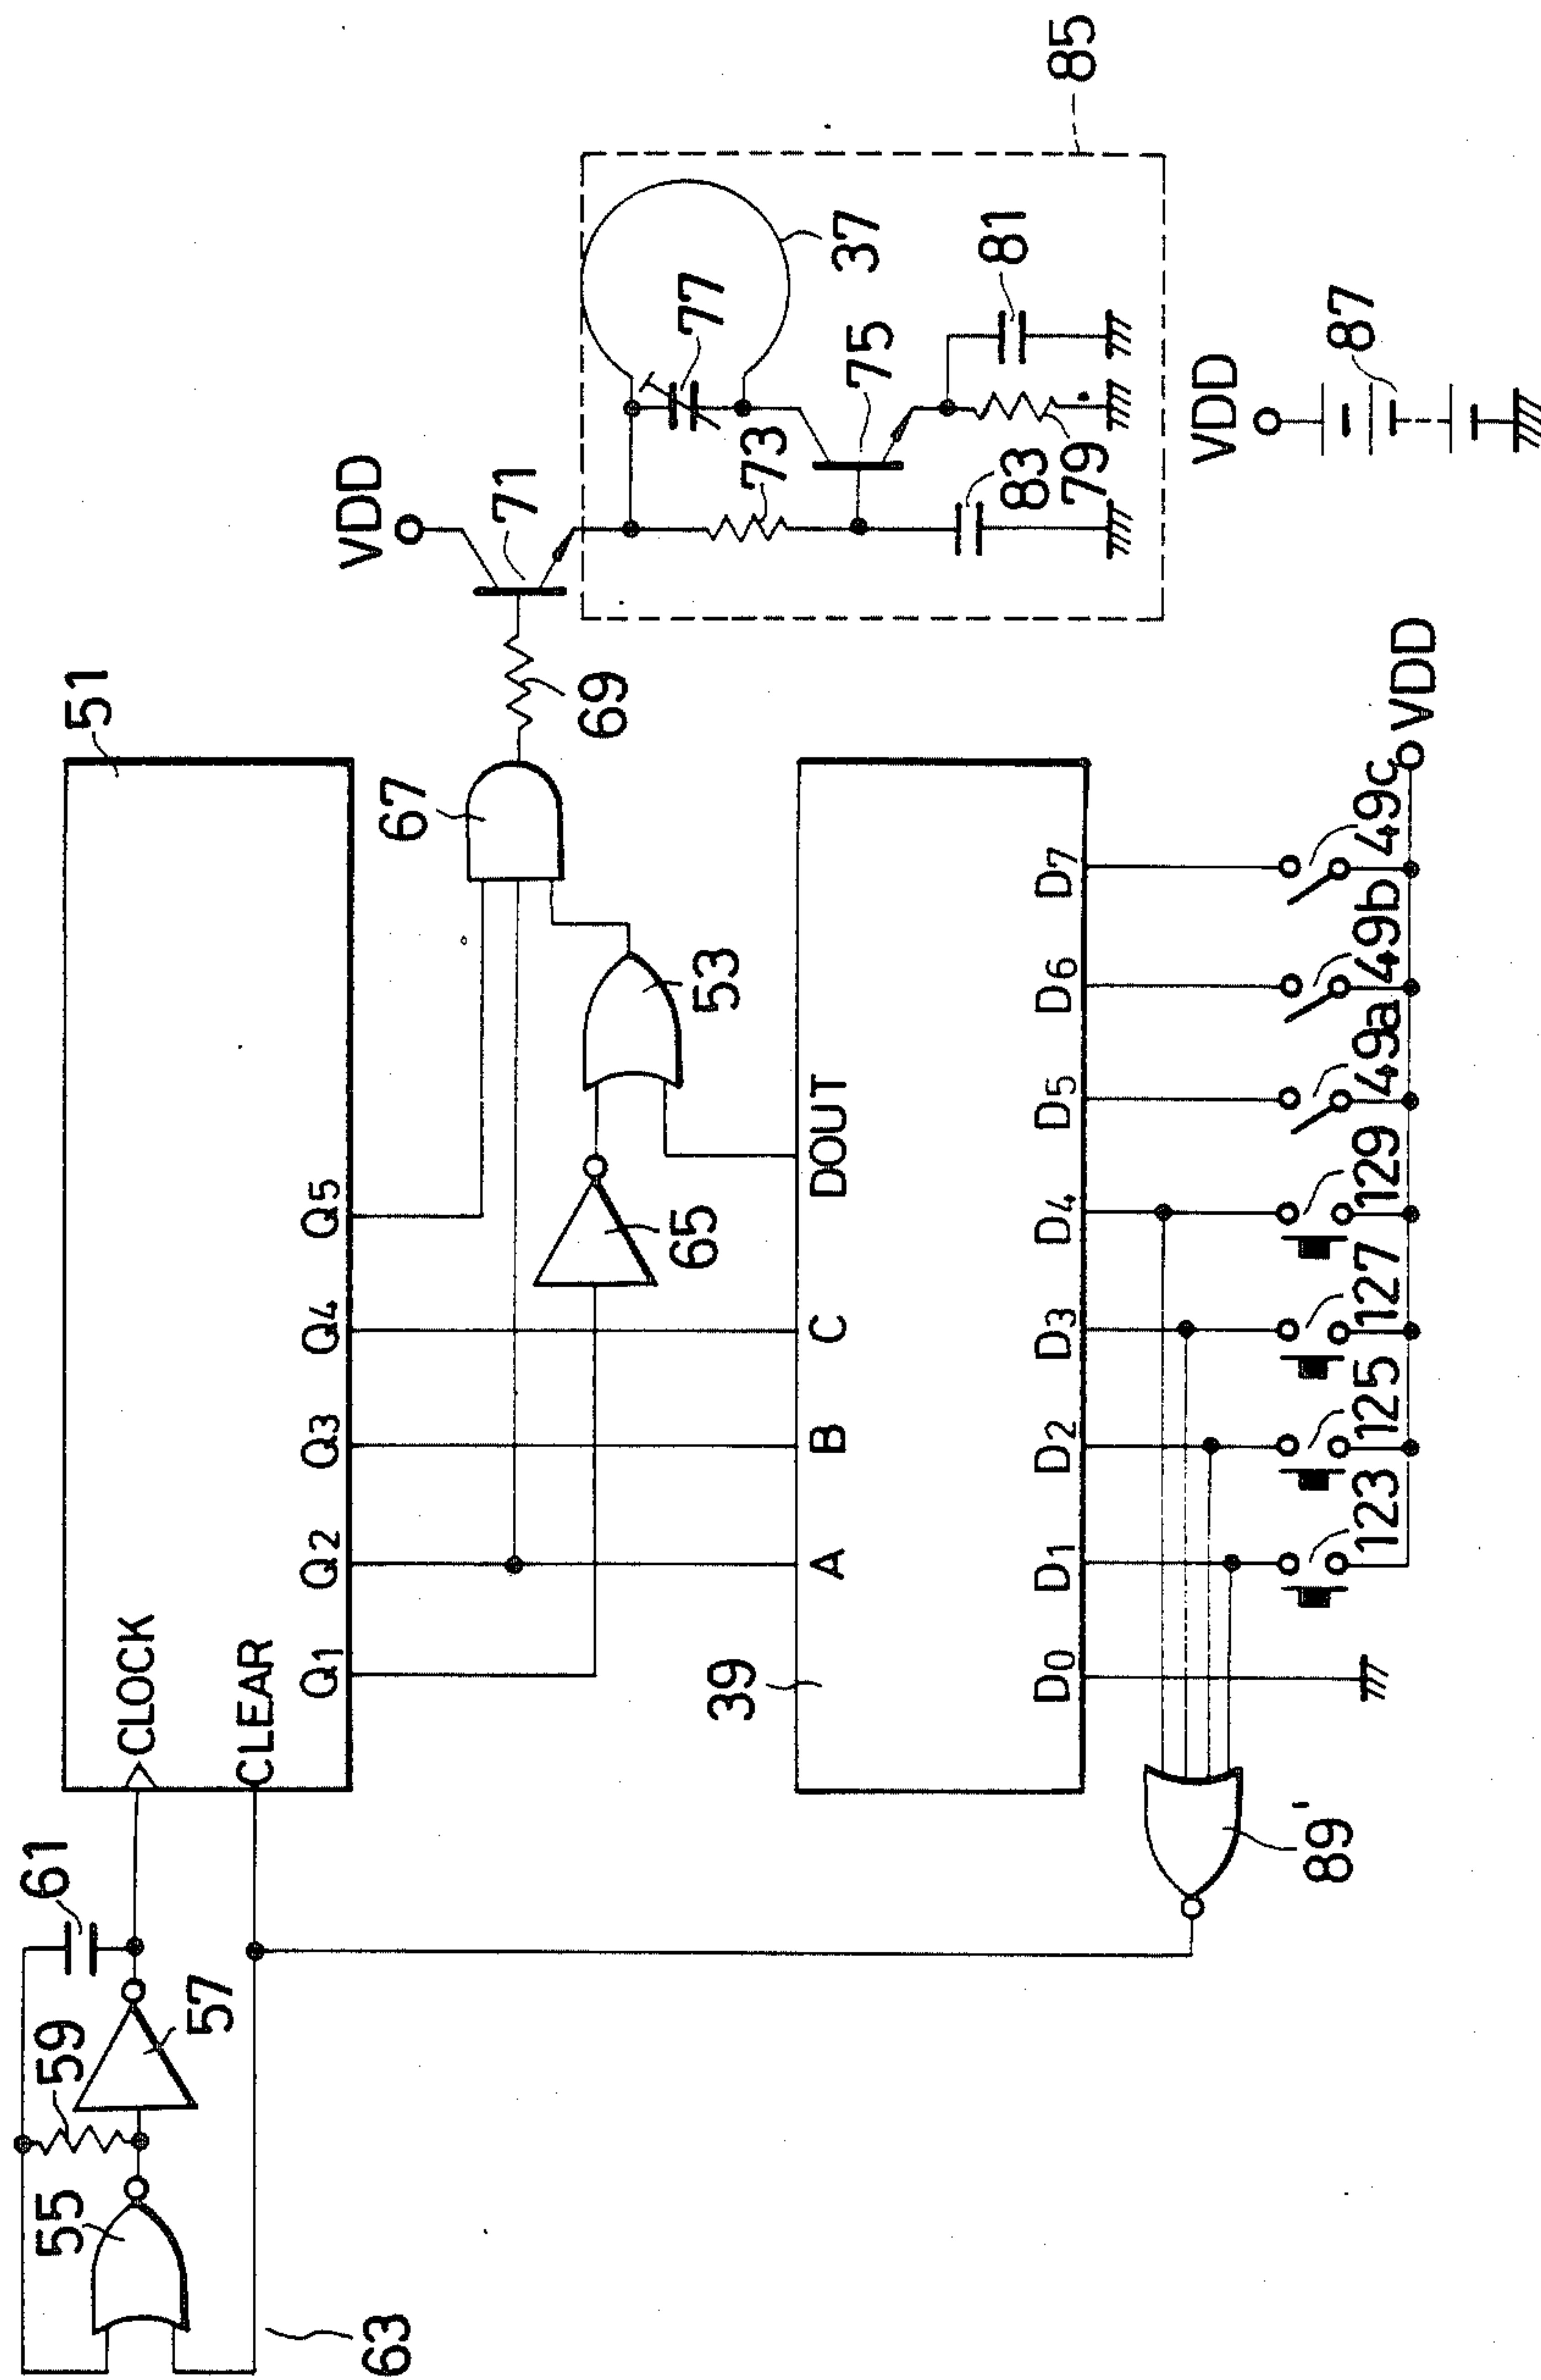 61
59
55
57
63
CLOCK
CLEAR
51
Q1
Q2
Q3
Q4
Q5
67
69
65
53
VDD
71
85
73
77
37
75
83
79
81
VDD
87
39
A
B
C
DOUT
D0
D1
D2
D3
D4
D5
D6
D7
89'
123
125
127
129
49a
49b
49c
VDD